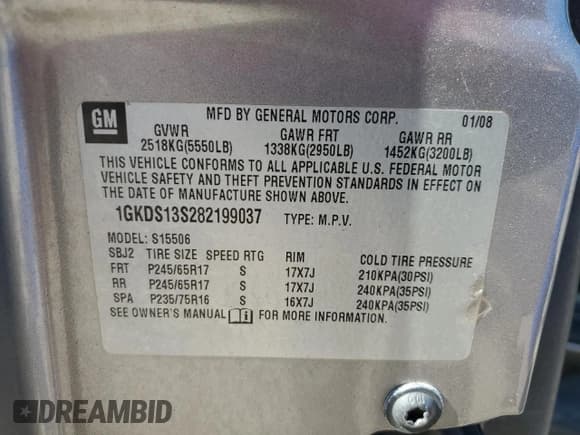 GM
MFD BY GENERAL MOTORS CORP. 01/08
GVWR GAWR FRT GAWR RR
2518KG(5550LB) 1338KG(2950LB) 1452KG(3200LB)
THIS VEHICLE CONFORMS TO ALL APPLICABLE U.S. FEDERAL MOTOR
VEHICLE SAFETY AND THEFT PREVENTION STANDARDS IN EFFECT ON
THE DATE OF MANUFACTURE SHOWN ABOVE.
1GKDS13S282199037 TYPE: M.P.V.
MODEL: S15506
SBJ2 TIRE SIZE SPEED RTG RIM COLD TIRE PRESSURE
FRT P245/65R17 S 17X7J 210KPA(30PSI)
RR P245/65R17 S 17X7J 240KPA(35PSI)
SPA P235/75R16 S 16X7J 240KPA(35PSI)
SEE OWNER'S MANUAL FOR MORE INFORMATION.
DREAMBID